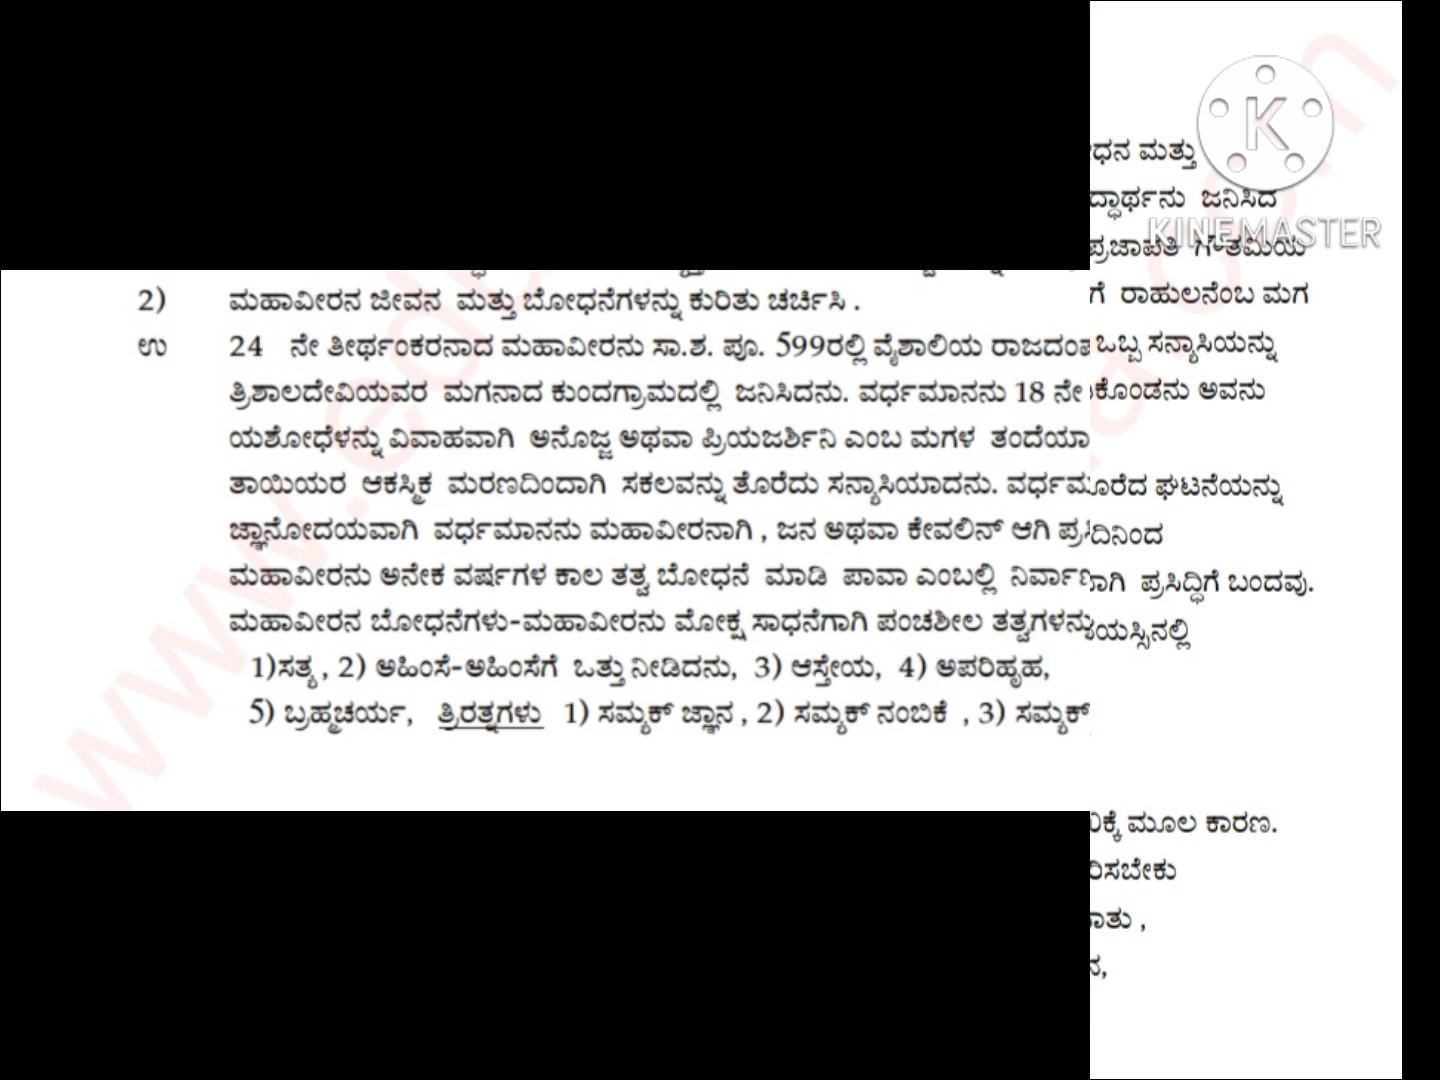 2) ಮಹಾವೀರನ ಜೀವನ ಮತ್ತು ಬೋಧನೆಗಳನ್ನು ಕುರಿತು ಚರ್ಚಿಸಿ .
ಉ 24 ನೇ ತೀರ್ಥಂಕರನಾದ ಮಹಾವೀರನು ಸಾ.ಶ. ಪೂ. 599ರಲ್ಲಿ ವೈಶಾಲಿಯ
ತ್ರಿಶಾಲದೇವಿಯವರ ಮಗನಾದ ಕುಂದಗ್ರಾಮದಲ್ಲಿ ಜನಿಸಿದನು. ವರ್ಧಮಾನನು 18 ನೇ
ಯಶೋಧೆಳನ್ನು ವಿವಾಹವಾಗಿ ಅನೊಜ್ಜ ಅಥವಾ ಪ್ರಿಯಜರ್ಶಿನಿ ಎಂಬ ಮಗಳ ತಂದೆಯಾ
ತಾಯಿಯರ ಆಕಸ್ಮಿಕ ಮರಣದಿಂದಾಗಿ ಸಕಲವನ್ನು ತೊರೆದು ಸನ್ಯಾಸಿಯಾದನು.
ಜ್ಞಾನೋದಯವಾಗಿ ವರ್ಧಮಾನನು ಮಹಾವೀರನಾಗಿ , ಜನ ಅಥವಾ ಕೇವಲಿನ್ ಆಗಿ
ಮಹಾವೀರನು ಅನೇಕ ವರ್ಷಗಳ ಕಾಲ ತತ್ವ ಬೋಧನೆ ಮಾಡಿ ಪಾವಾ ಎಂಬಲ್ಲಿ
ಮಹಾವೀರನ ಬೋಧನೆಗಳು-ಮಹಾವೀರನು ಮೋಕ್ಷ ಸಾಧನೆಗಾಗಿ ಪಂಚಶೀಲ ತತ್ವಗಳನ್ನು
1)ಸತ್ಯ , 2) ಅಹಿಂಸೆ-ಅಹಿಂಸೆಗೆ ಒತ್ತು ನೀಡಿದನು, 3) ಆಸ್ತೇಯ, 4) ಅಪರಿಹೃಹ,
5) ಬ್ರಹ್ಮಚರ್ಯ, ತ್ರಿರತ್ನಗಳು 1) ಸಮ್ಯಕ್ ಜ್ಞಾನ , 2) ಸಮ್ಯಕ್ ನಂಬಿಕೆ , 3) ಸಮ್ಯಕ್
ಧನ ಮತ್ತು
ದ್ಧಾರ್ಥನು ಜನಿಸಿದ
ಪ್ರಜಾಪತಿ ಗೌತಮಿಯ
ಗೆ ರಾಹುಲನೆಂಬ ಮಗ
ಒಬ್ಬ ಸನ್ಯಾಸಿಯನ್ನು
ಕೊಂಡನು ಅವನು
ಘಟನೆಯನ್ನು
ದಿನಿಂದ
ಪ್ರಸಿದ್ಧಿಗೆ ಬಂದವು.
ಯಸ್ಸಿನಲ್ಲಿ
ಮೂಲ ಕಾರಣ.
ರಿಸಬೇಕು
K
KINEMASTER